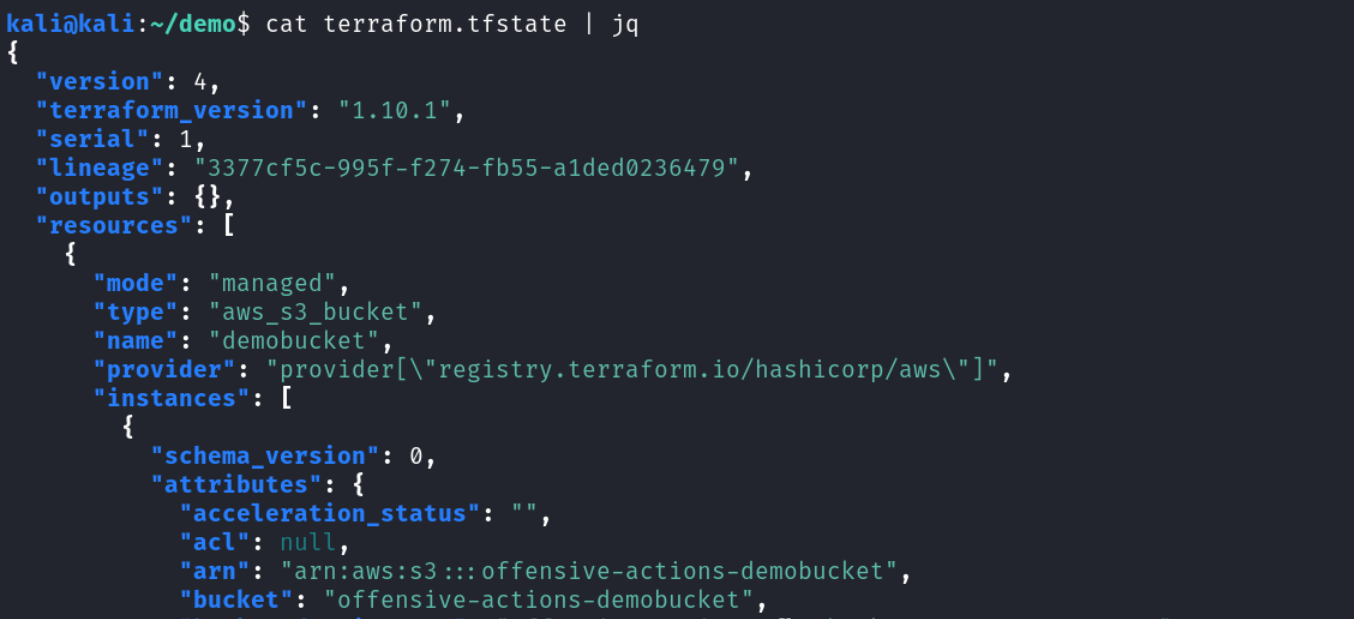 kali@kali:~/demo$ cat terraform.tfstate | jq
{
  "version": 4,
  "terraform_version": "1.10.1",
  "serial": 1,
  "lineage": "3377cf5c-995f-f274-fb55-a1ded0236479",
  "outputs": {},
  "resources": [
    {
      "mode": "managed",
      "type": "aws_s3_bucket",
      "name": "demobucket",
      "provider": "provider[\"registry.terraform.io/hashicorp/aws\"]",
      "instances": [
        {
          "schema_version": 0,
          "attributes": {
            "acceleration_status": "",
            "acl": null,
            "arn": "arn:aws:s3:::offensive-actions-demobucket",
            "bucket": "offensive-actions-demobucket",